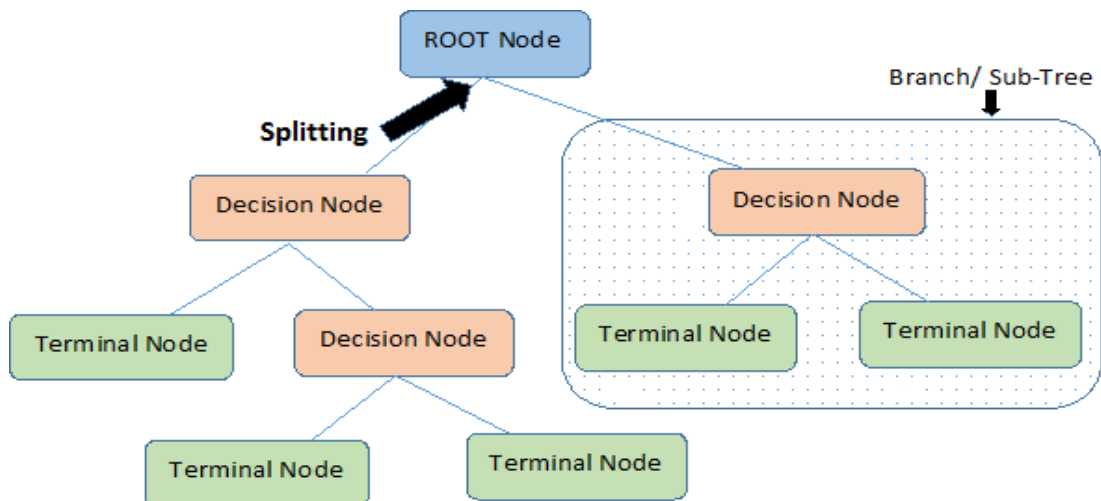 ROOT Node
Branch/ Sub-Tree
Splitting
Decision Node
Decision Node
Terminal Node
Decision Node
Terminal Node
Terminal Node
Terminal Node
Terminal Node